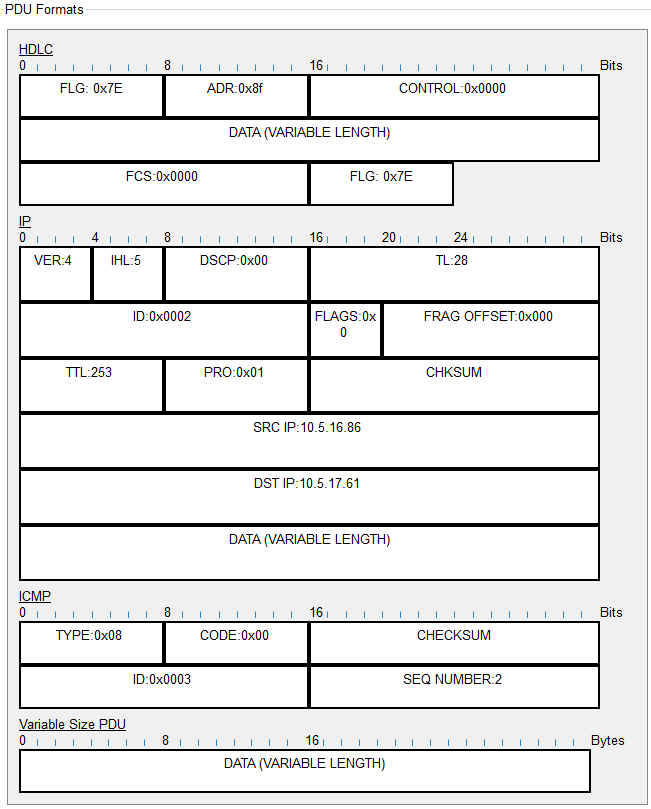 PDU Formats
HDLC
0 8 16 Bits
FLG: 0x7E ADR:0x8f CONTROL:0x0000
DATA (VARIABLE LENGTH)
FCS:0x0000 FLG: 0x7E
IP
0 4 8 16 20 24 Bits
VER:4 IHL:5 DSCP:0x00 TL:28
ID:0x0002 FLAGS:0x FRAG OFFSET:0x000
0
TTL:253 PRO:0x01 CHKSUM
SRC IP:10.5.16.86
DST IP:10.5.17.61
DATA (VARIABLE LENGTH)
ICMP
0 8 16 Bits
TYPE:0x08 CODE:0x00 CHECKSUM
ID:0x0003 SEQ NUMBER:2
Variable Size PDU
0 8 16 Bytes
DATA (VARIABLE LENGTH)